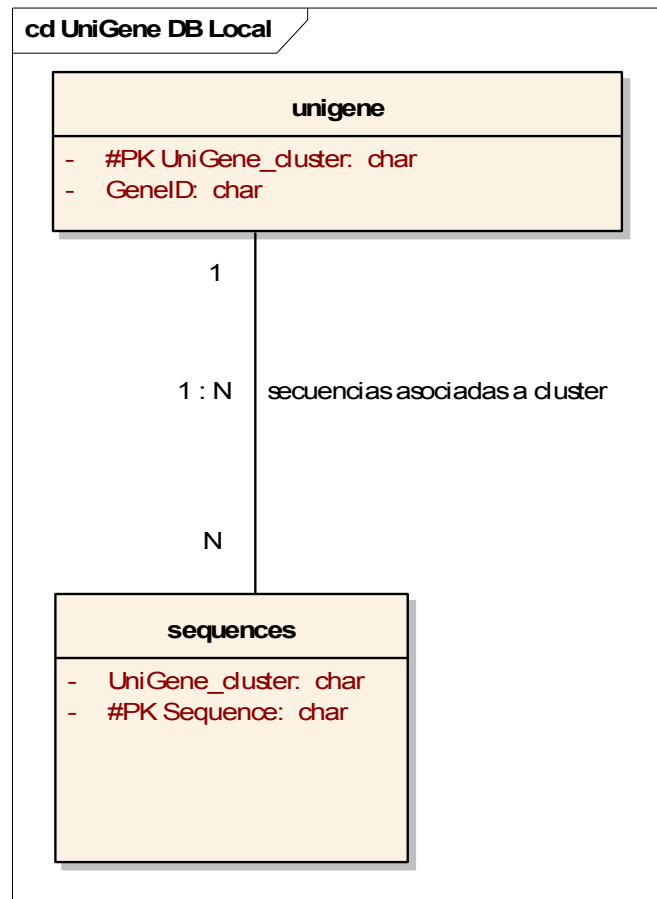 cd UniGene DB Local
unigene
- #PK UniGene_cluster: char
- GeneID: char
1
1 : N secuencias asociadas a cluster
N
sequences
- UniGene_cluster: char
- #PK Sequence: char